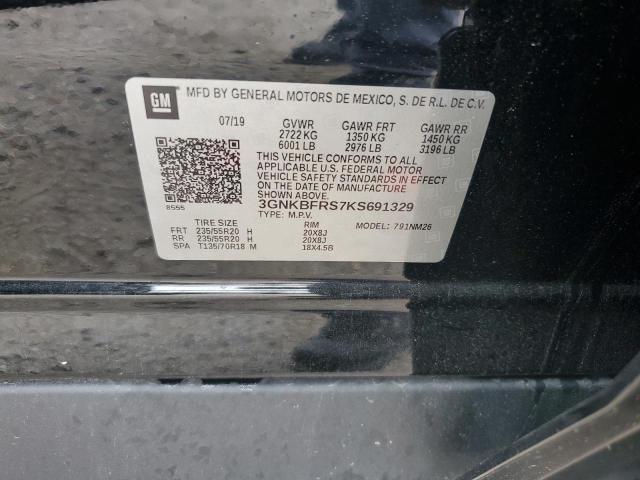 GM MFD BY GENERAL MOTORS DE MEXICO, S. DE R.L. DE C.V.
07/19 GVWR GAWR FRT GAWR RR
2722 KG 1350 KG 1450 KG
6001 LB 2976 LB 3196 LB
THIS VEHICLE CONFORMS TO ALL
APPLICABLE U.S. FEDERAL MOTOR
VEHICLE SAFETY STANDARDS IN EFFECT
ON THE DATE OF MANUFACTURE
SHOWN ABOVE.
8555 3GNKBFRS7KS691329
TYPE: M.P.V. MODEL: 791NM26
TIRE SIZE RIM
FRT 235/55R20 H 20X8J
RR 235/55R20 H 20X8J
SPA T135/70R18 M 18X4.5B